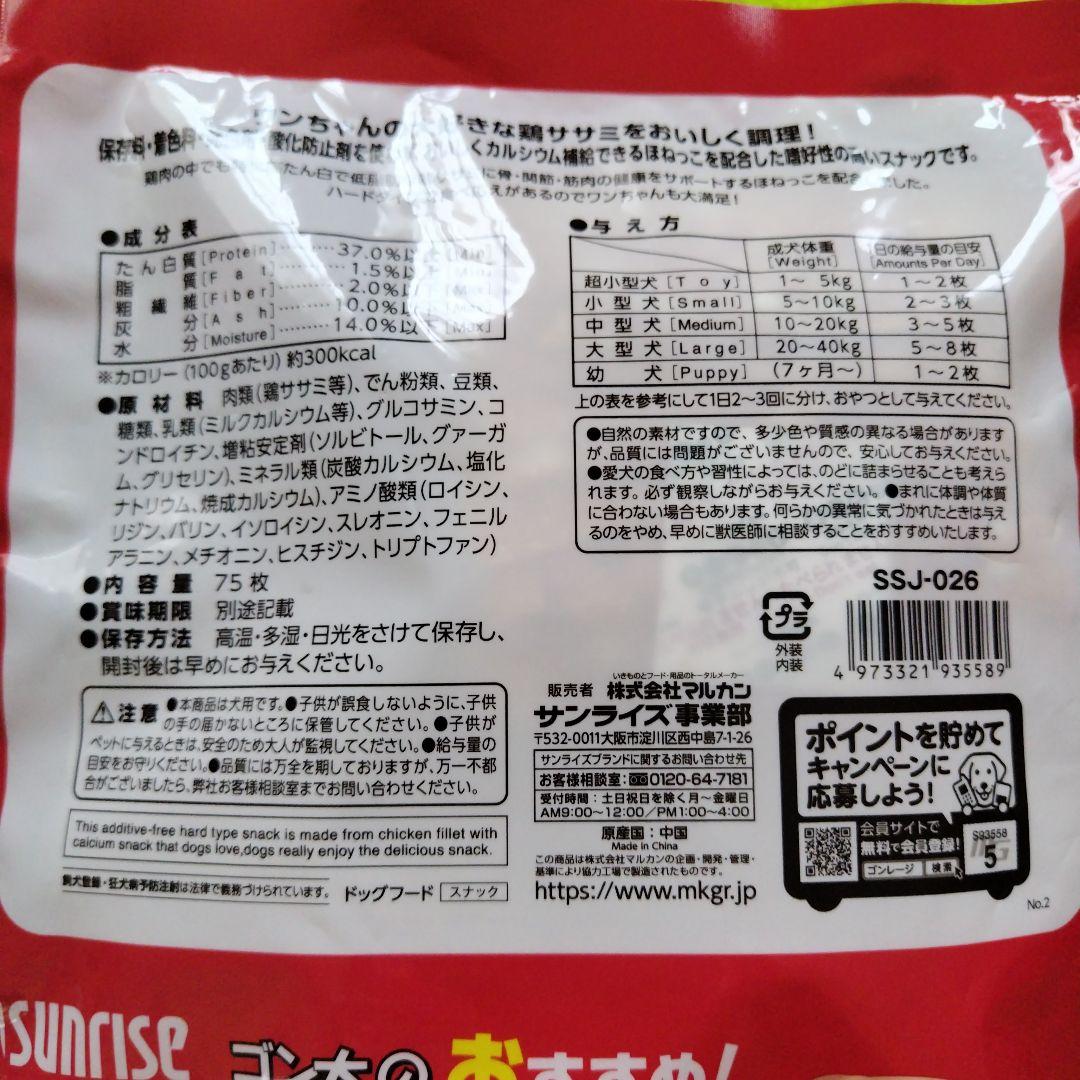 ワンちゃんの 好きな鶏ササミをおいしく調理!
保存料・着色料 酸化防止剤を使 カルシウム補給できるほねっこを配合した嗜好性の高いスナックです。
鶏肉の中でも たん白で低脂 に骨・関節・筋肉の健康をサポートするほねっこを配合 した。
ハードタイ えがあるのでワンちゃんも大満足!
●成分表
たん白質[Protein]………37.0%以上[Min]
脂質[Fat]………1.5%以上[Min]
粗繊維[Fiber]………2.0%以 [Max]
灰分[Ash]………10.0%以下[Max]
水分[Moisture]………14.0%以下[Max]
※カロリー(100gあたり)約300kcal
●原材料 肉類(鶏ササミ等)、でん粉類、豆類、
糖類、乳類(ミルクカルシウム等)、グルコサミン、コ
ンドロイチン、増粘安定剤(ソルビトール、グァーガ
ム、グリセリン)、ミネラル類(炭酸カルシウム、塩化
ナトリウム、焼成カルシウム)、アミノ酸類(ロイシン、
リジン、バリン、イソロイシン、スレオニン、フェニル
アラニン、メチオニン、ヒスチジン、トリプトファン)
●内容量 75枚
●賞味期限 別途記載
●保存方法 高温・多湿・日光をさけて保存し、
開封後は早めにお与えください。
注意 ●本商品は犬用です。●子供が誤食しないように、子供
の手の届かないところに保管してください。●子供が
ペットに与えるときは、安全のため大人が監視してください。●給与量の
目安をお守りください。●品質には万全を期しておりますが、万一不都
合がございましたら、弊社お客様相談室までお問い合わせください。
This additive-free hard type snack is made from chicken fillet with
calcium snack that dogs love,dogs really enjoy the delicious snack.
飼犬登録・狂犬病予防注射は法律で義務づけられています。 ドッグフード スナック
●与え方
成犬体重[Weight] 1日の給与量の目安[Amounts Per Day]
超小型犬[Toy] 1～5kg 1～2枚
小型犬[Small] 5～10kg 2～3枚
中型犬[Medium] 10～20kg 3～5枚
大型犬[Large] 20～40kg 5～8枚
幼犬[Puppy] (7ヶ月～) 1～2枚
上の表を参考にして1日2～3回に分け、おやつとして与えてください。
●自然の素材ですので、多少色や質感の異なる場合があります
が、品質には問題がございませんので、安心してお与えください。
●愛犬の食べ方や習性によっては、のどに詰まらせることも考えら
れます。必ず観察しながらお与えください。●まれに体調や体質
に合わない場合もあります。何らかの異常に気づかれたときは与え
るのをやめ、早めに獣医師に相談することをおすすめいたします。
SSJ-026
プラ
外装
内装
4 973321 935589
いきものとフード・用品のトータルメーカー
販売者 株式会社マルカン
サンライズ事業部
〒532-0011大阪市淀川区西中島7-1-26
サンライズブランドに関するお問い合わせ先
お客様相談室:0120-64-7181
受付時間:土日祝日を除く月～金曜日
AM9:00～12:00/PM1:00～4:00
原産国:中国
Made in China
この商品は株式会社マルカンの企画・開発・管理・
基準により協力工場で製造されたものです。
https://www.mkgr.jp
ポイントを貯めて
キャンペーンに
応募しよう!
会員サイトで
無料で会員登録!
ゴンレージ 検索
S93558
5
No.2
sunrise
ゴン太のおすすめ!